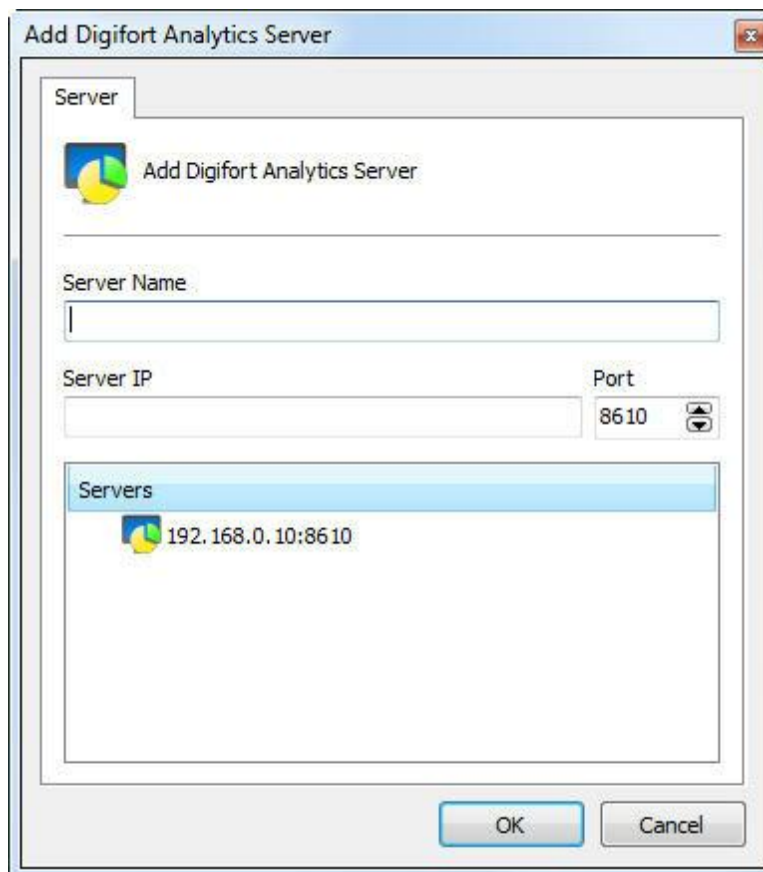 Add Digifort Analytics Server
Server
Add Digifort Analytics Server
Server Name
Server IP Port
8610
Servers
192.168.0.10:8610
OK Cancel